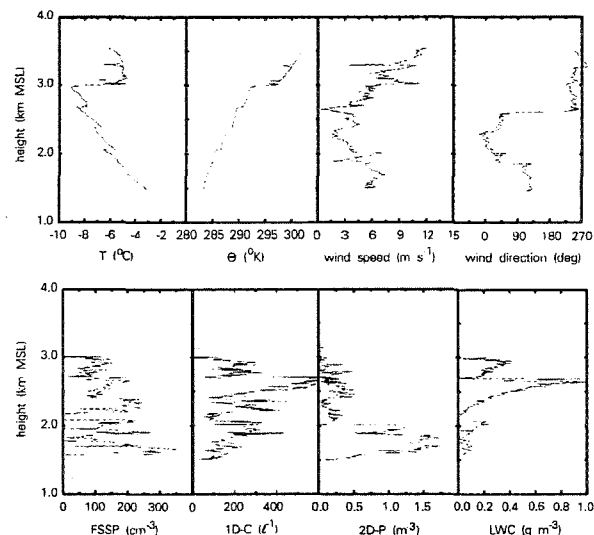 4.0
height (km MSL)
3.0
2.0
1.0
-10 -8 -6 -4 -2 280 285 290 295 300 0 3 6 9 12 15 0 90 180 270
T (°C) Θ (°K) wind speed (m s⁻¹) wind direction (deg)
4.0
height (km MSL)
3.0
2.0
1.0
0 100 200 300 0 200 400 600 0.0 0.5 1.0 1.5 0.0 0.2 0.4 0.6 0.8 1.0
FSSP (cm⁻³) 1D-C (ℓ⁻¹) 2D-P (m⁻³) LWC (g m⁻³)